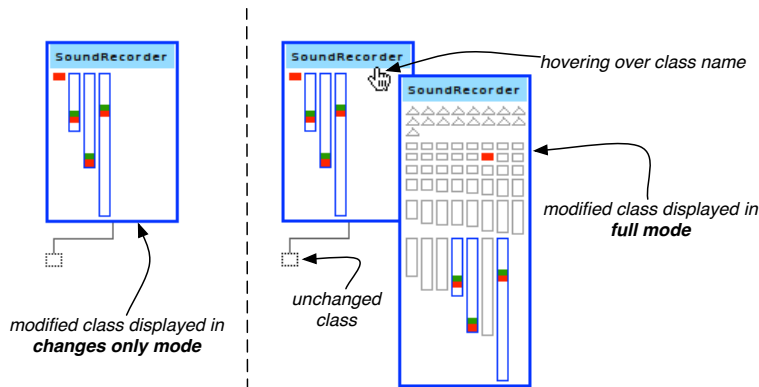 SoundRecorder
modified class displayed in
changes only mode
SoundRecorder
hovering over class name
SoundRecorder
modified class displayed in
full mode
unchanged
class